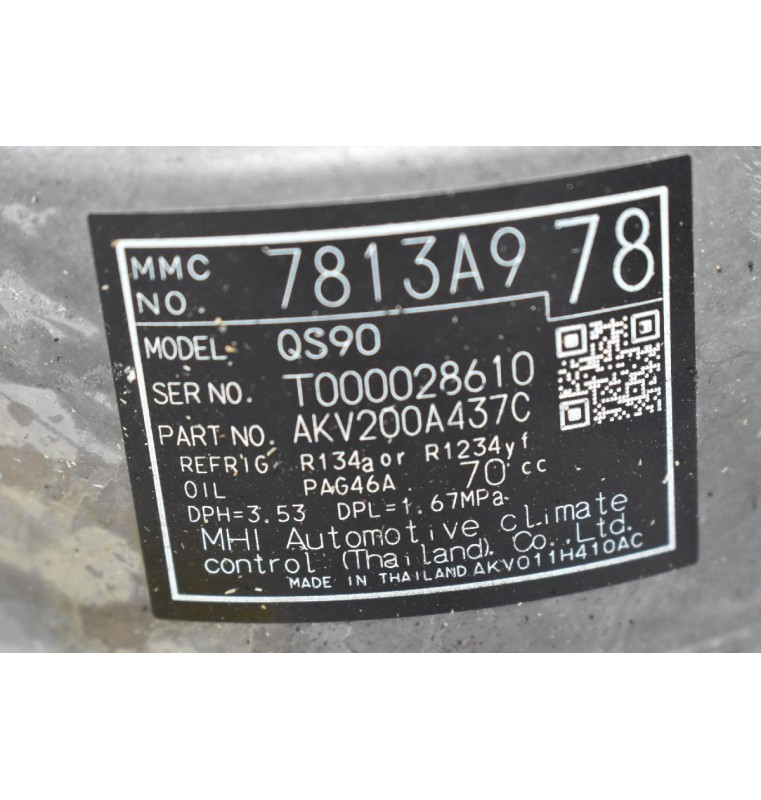 MMC NO. 7813A978
MODEL QS90
SER NO. T000028610
PART NO. AKV200A437C
REFRIG R134a or R1234yf
OIL PAG46A 70 cc
DPH=3.53 DPL=1.67MPa
MHI Automotive climate
control (Thailand). Co.,Ltd.
MADE IN THAILAND AKV011H410AC